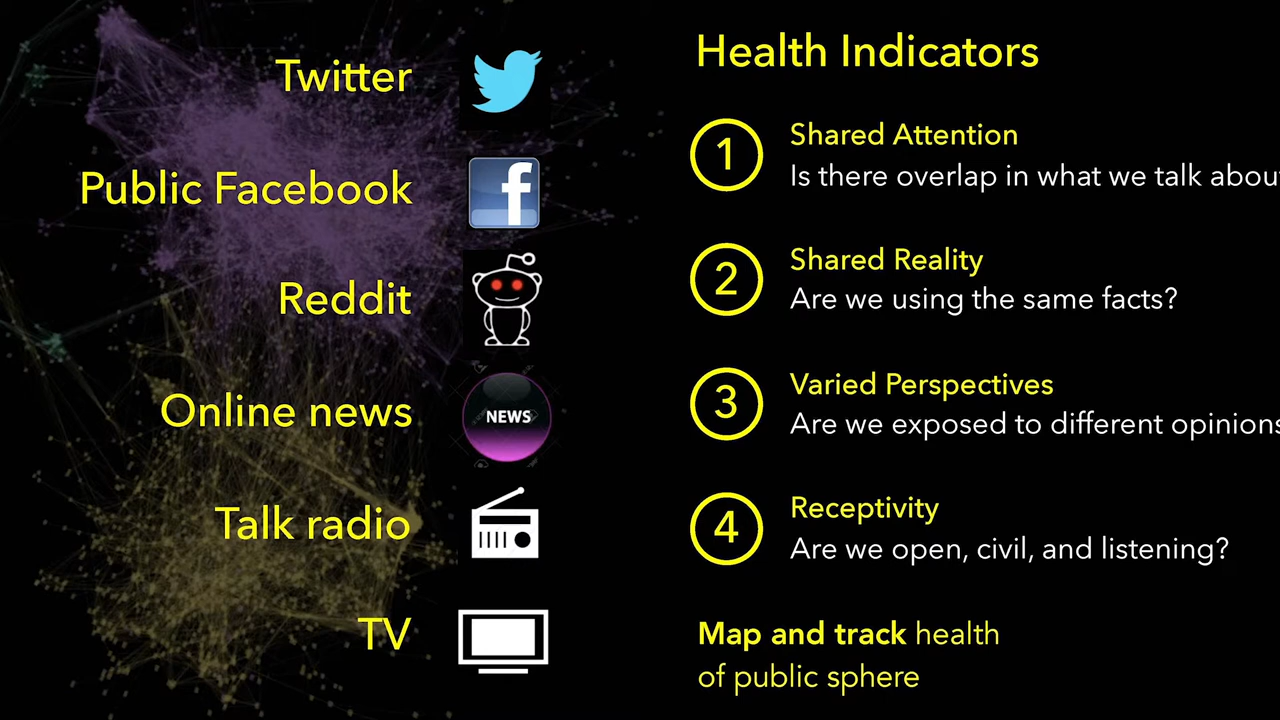 Twitter
Public Facebook
Reddit
Online news
NEWS
Talk radio
TV
Health Indicators
1
Shared Attention
Is there overlap in what we talk
2
Shared Reality
Are we using the same facts?
3
Varied Perspectives
Are we exposed to different opinions
4
Receptivity
Are we open, civil, and listening?
Map and track health
of public sphere